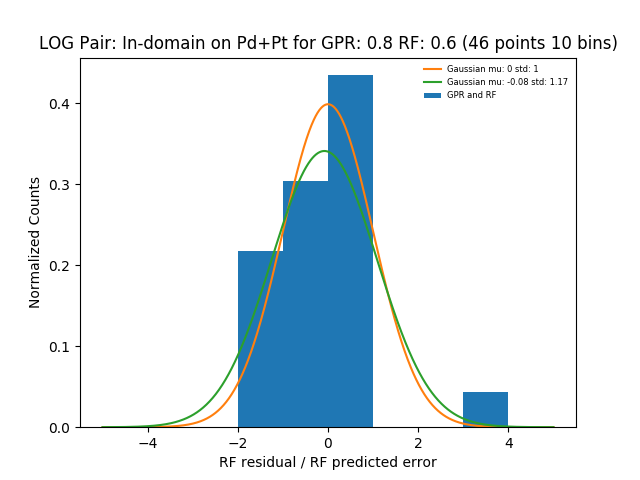 LOG Pair: In-domain on Pd+Pt for GPR: 0.8 RF: 0.6 (46 points 10 bins)
Gaussian mu: 0 std: 1
Gaussian mu: -0.08 std: 1.17
GPR and RF
Normalized Counts
0.4
0.3
0.2
0.1
0.0
−4 −2 0 2 4
RF residual / RF predicted error